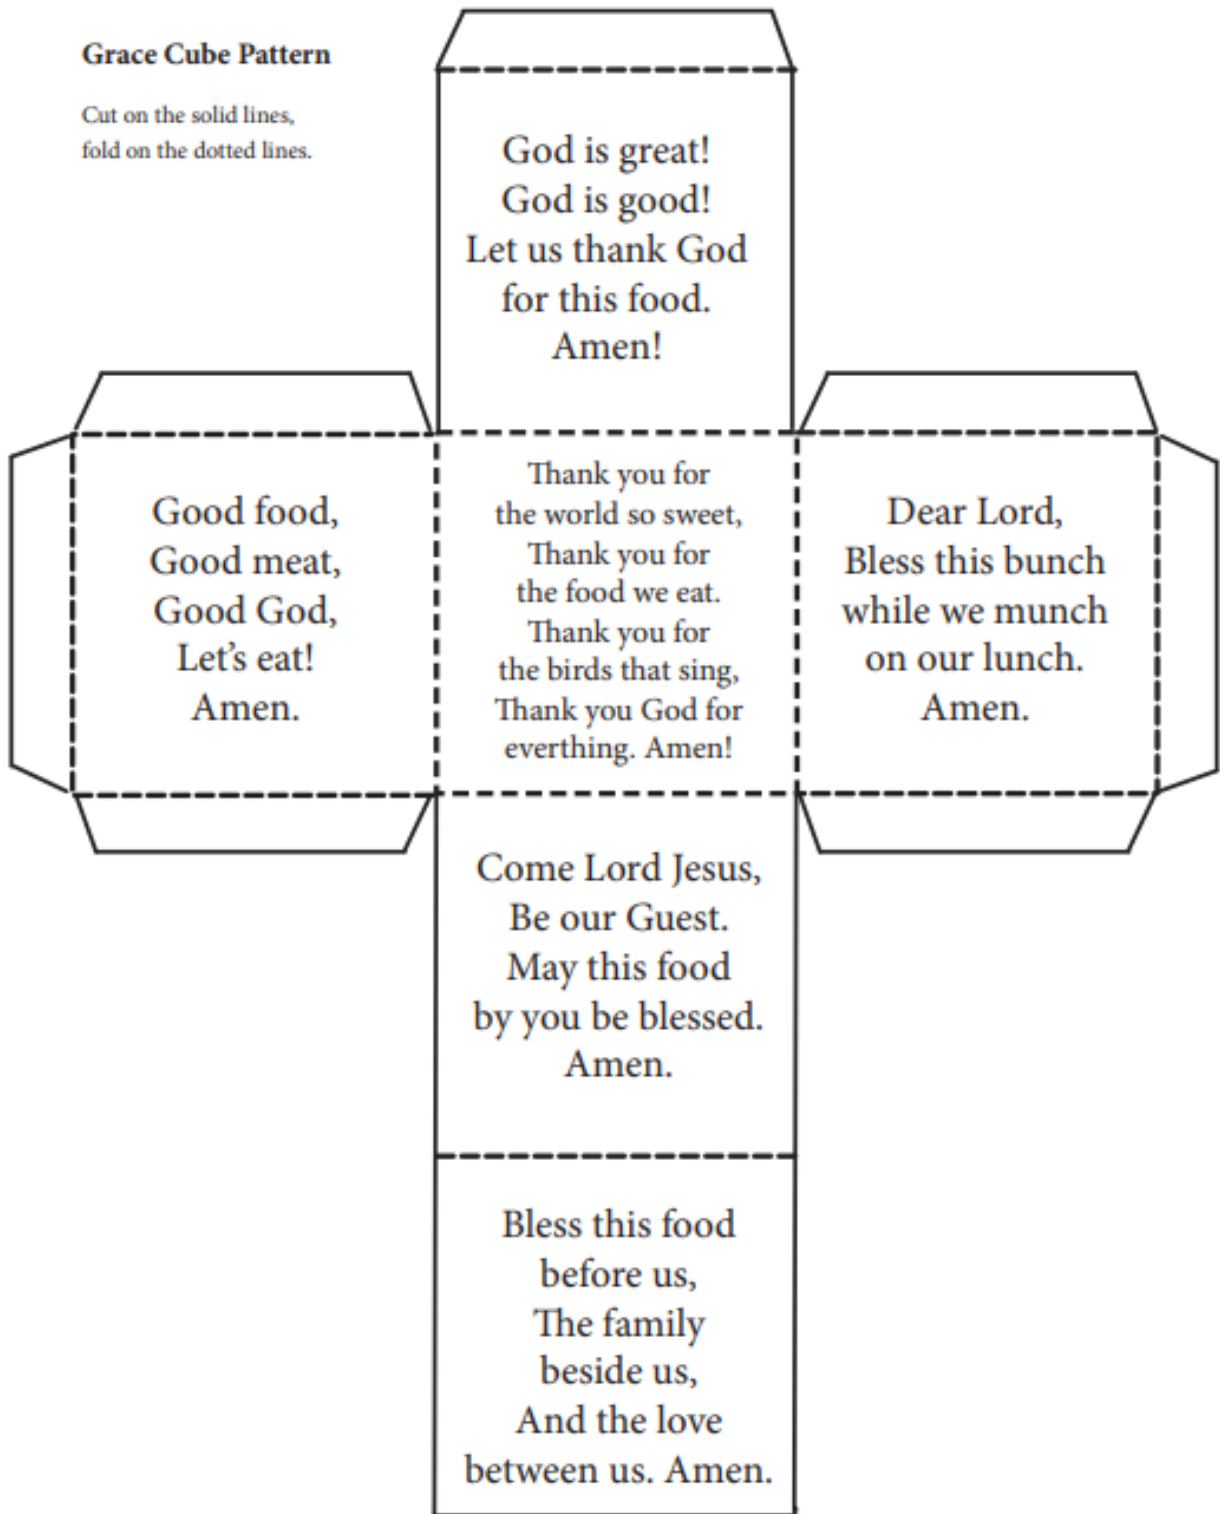 Grace Cube Pattern
Cut on the solid lines,
fold on the dotted lines.
God is great!
God is good!
Let us thank God
for this food.
Amen!
Good food,
Good meat,
Good God,
Let’s eat!
Amen.
Thank you for
the world so sweet,
Thank you for
the food we eat.
Thank you for
the birds that sing,
Thank you God for
everthing. Amen!
Dear Lord,
Bless this bunch
while we munch
on our lunch.
Amen.
Come Lord Jesus,
Be our Guest.
May this food
by you be blessed.
Amen.
Bless this food
before us,
The family
beside us,
And the love
between us. Amen.